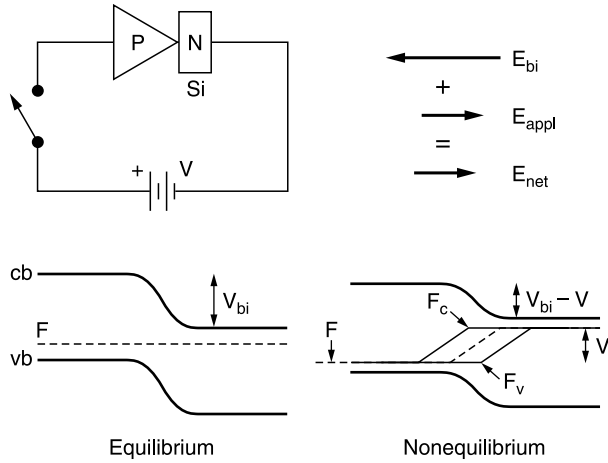 P
N
Si
+
V
E_bi
+
E_appl
=
E_net
cb
V_bi
F
vb
Equilibrium
V_bi – V
F_c
F
V
F_v
Nonequilibrium